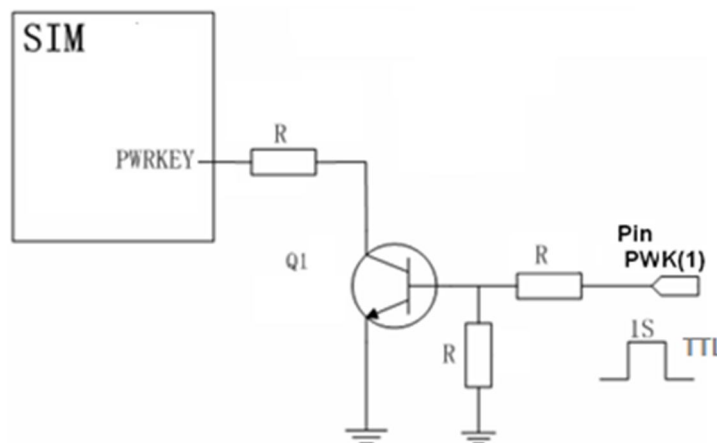 SIM
PWRKEY
R
Q1
R
R
Pin
PWK(1)
1S
TTL